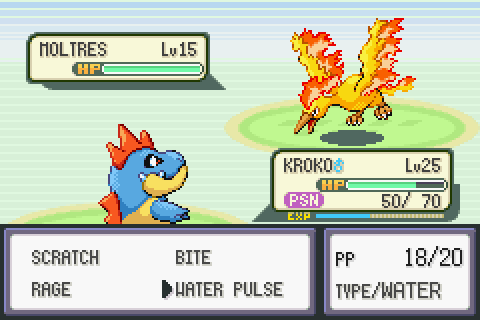 MOLTRES Lv15
HP
KROKO♂ Lv25
HP
PSN 50/ 70
EXP
SCRATCH BITE
RAGE WATER PULSE
PP 18/20
TYPE/WATER